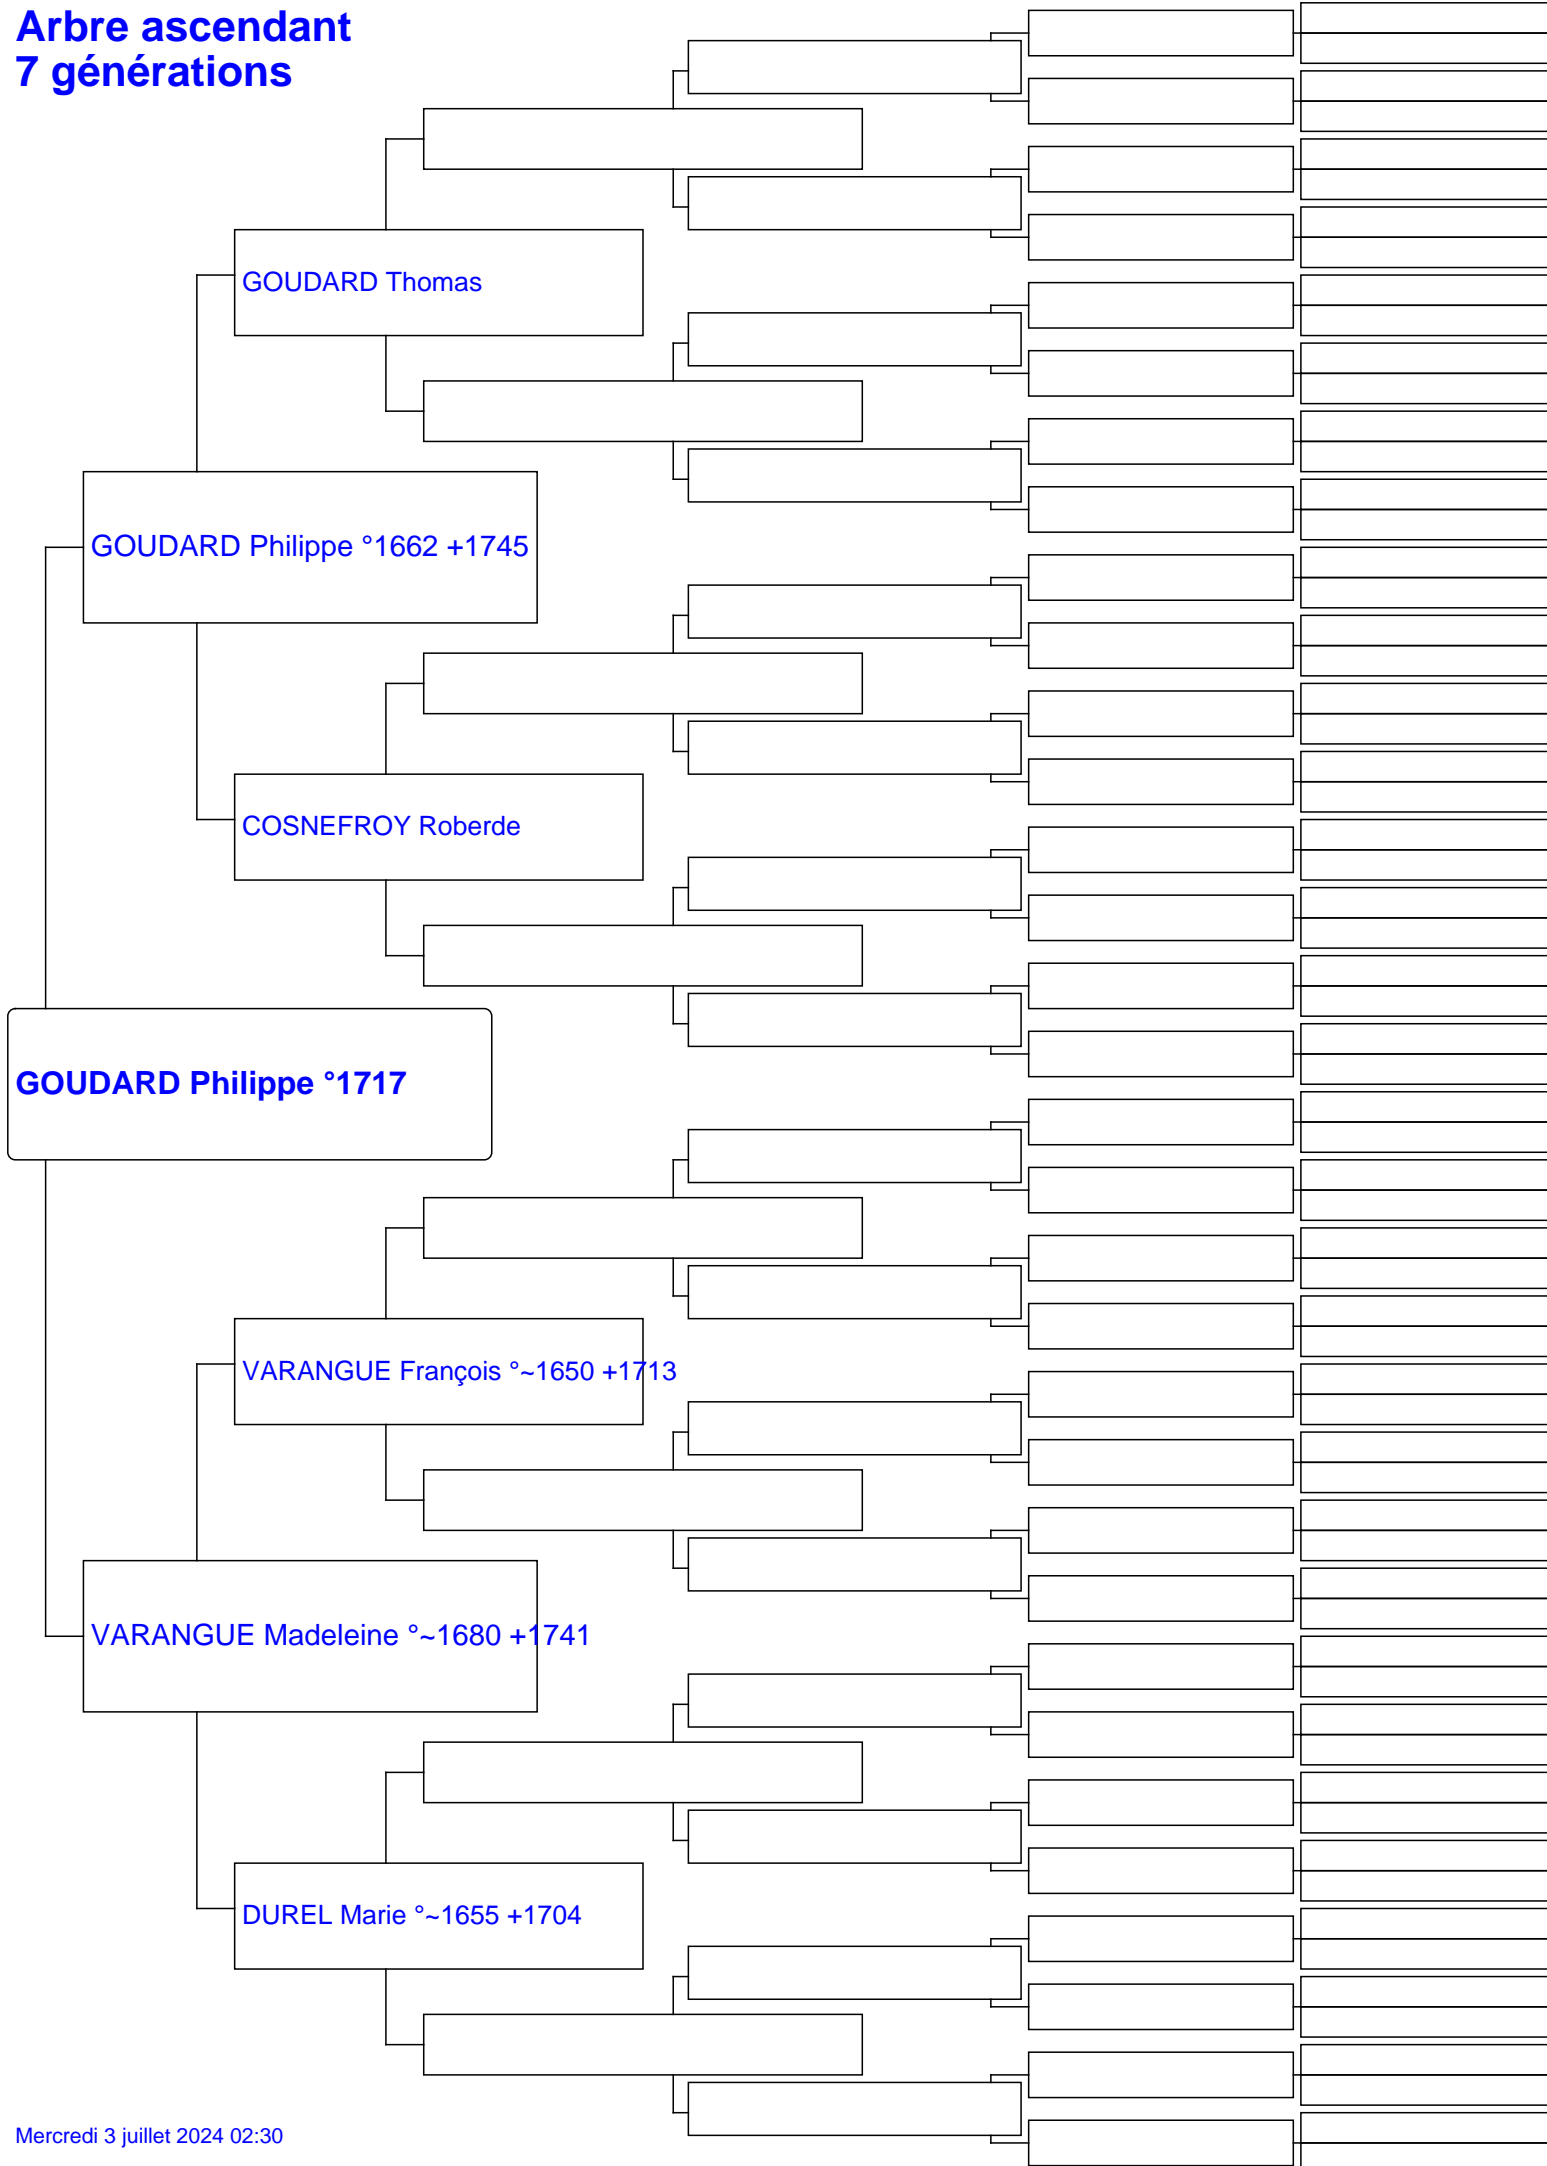 Arbre ascendant
7 générations
GOUDARD Thomas
GOUDARD Philippe °1662 +1745
COSNEFROY Roberde
GOUDARD Philippe °1717
VARANGUE François °~1650 +1713
VARANGUE Madeleine °~1680 +1741
DUREL Marie °~1655 +1704
Mercredi 3 juillet 2024 02:30